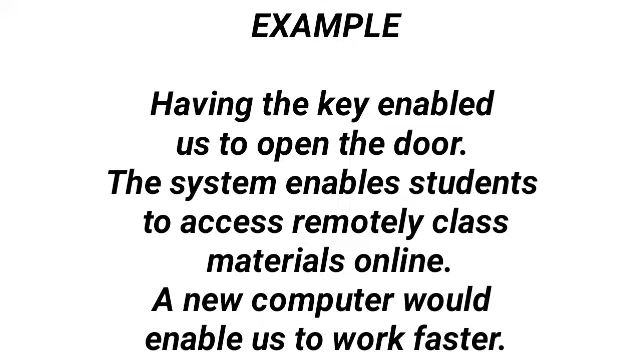 EXAMPLE
Having the key enabled
us to open the door.
The system enables students
to access remotely class
materials online.
A new computer would
enable us to work faster.